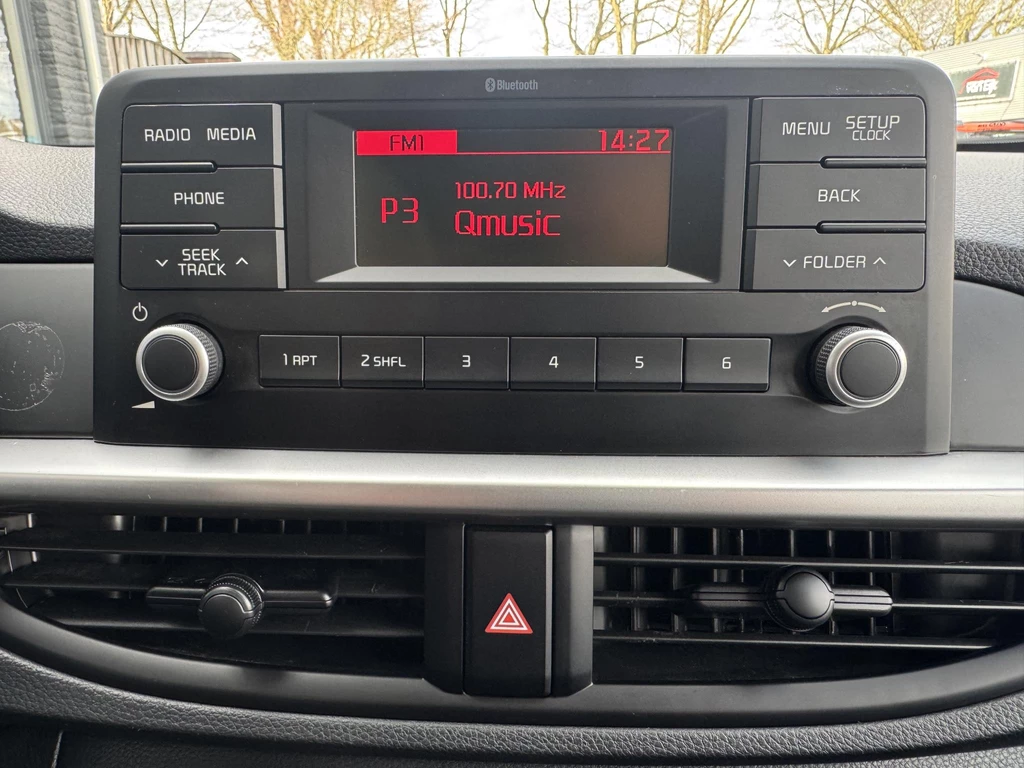 Bluetooth
RADIO MEDIA
PHONE
SEEK
TRACK
FM1 14:27
100.70 MHz
P3
Qmusic
MENU SETUP
CLOCK
BACK
FOLDER
1 RPT
2 SHFL
3
4
5
6